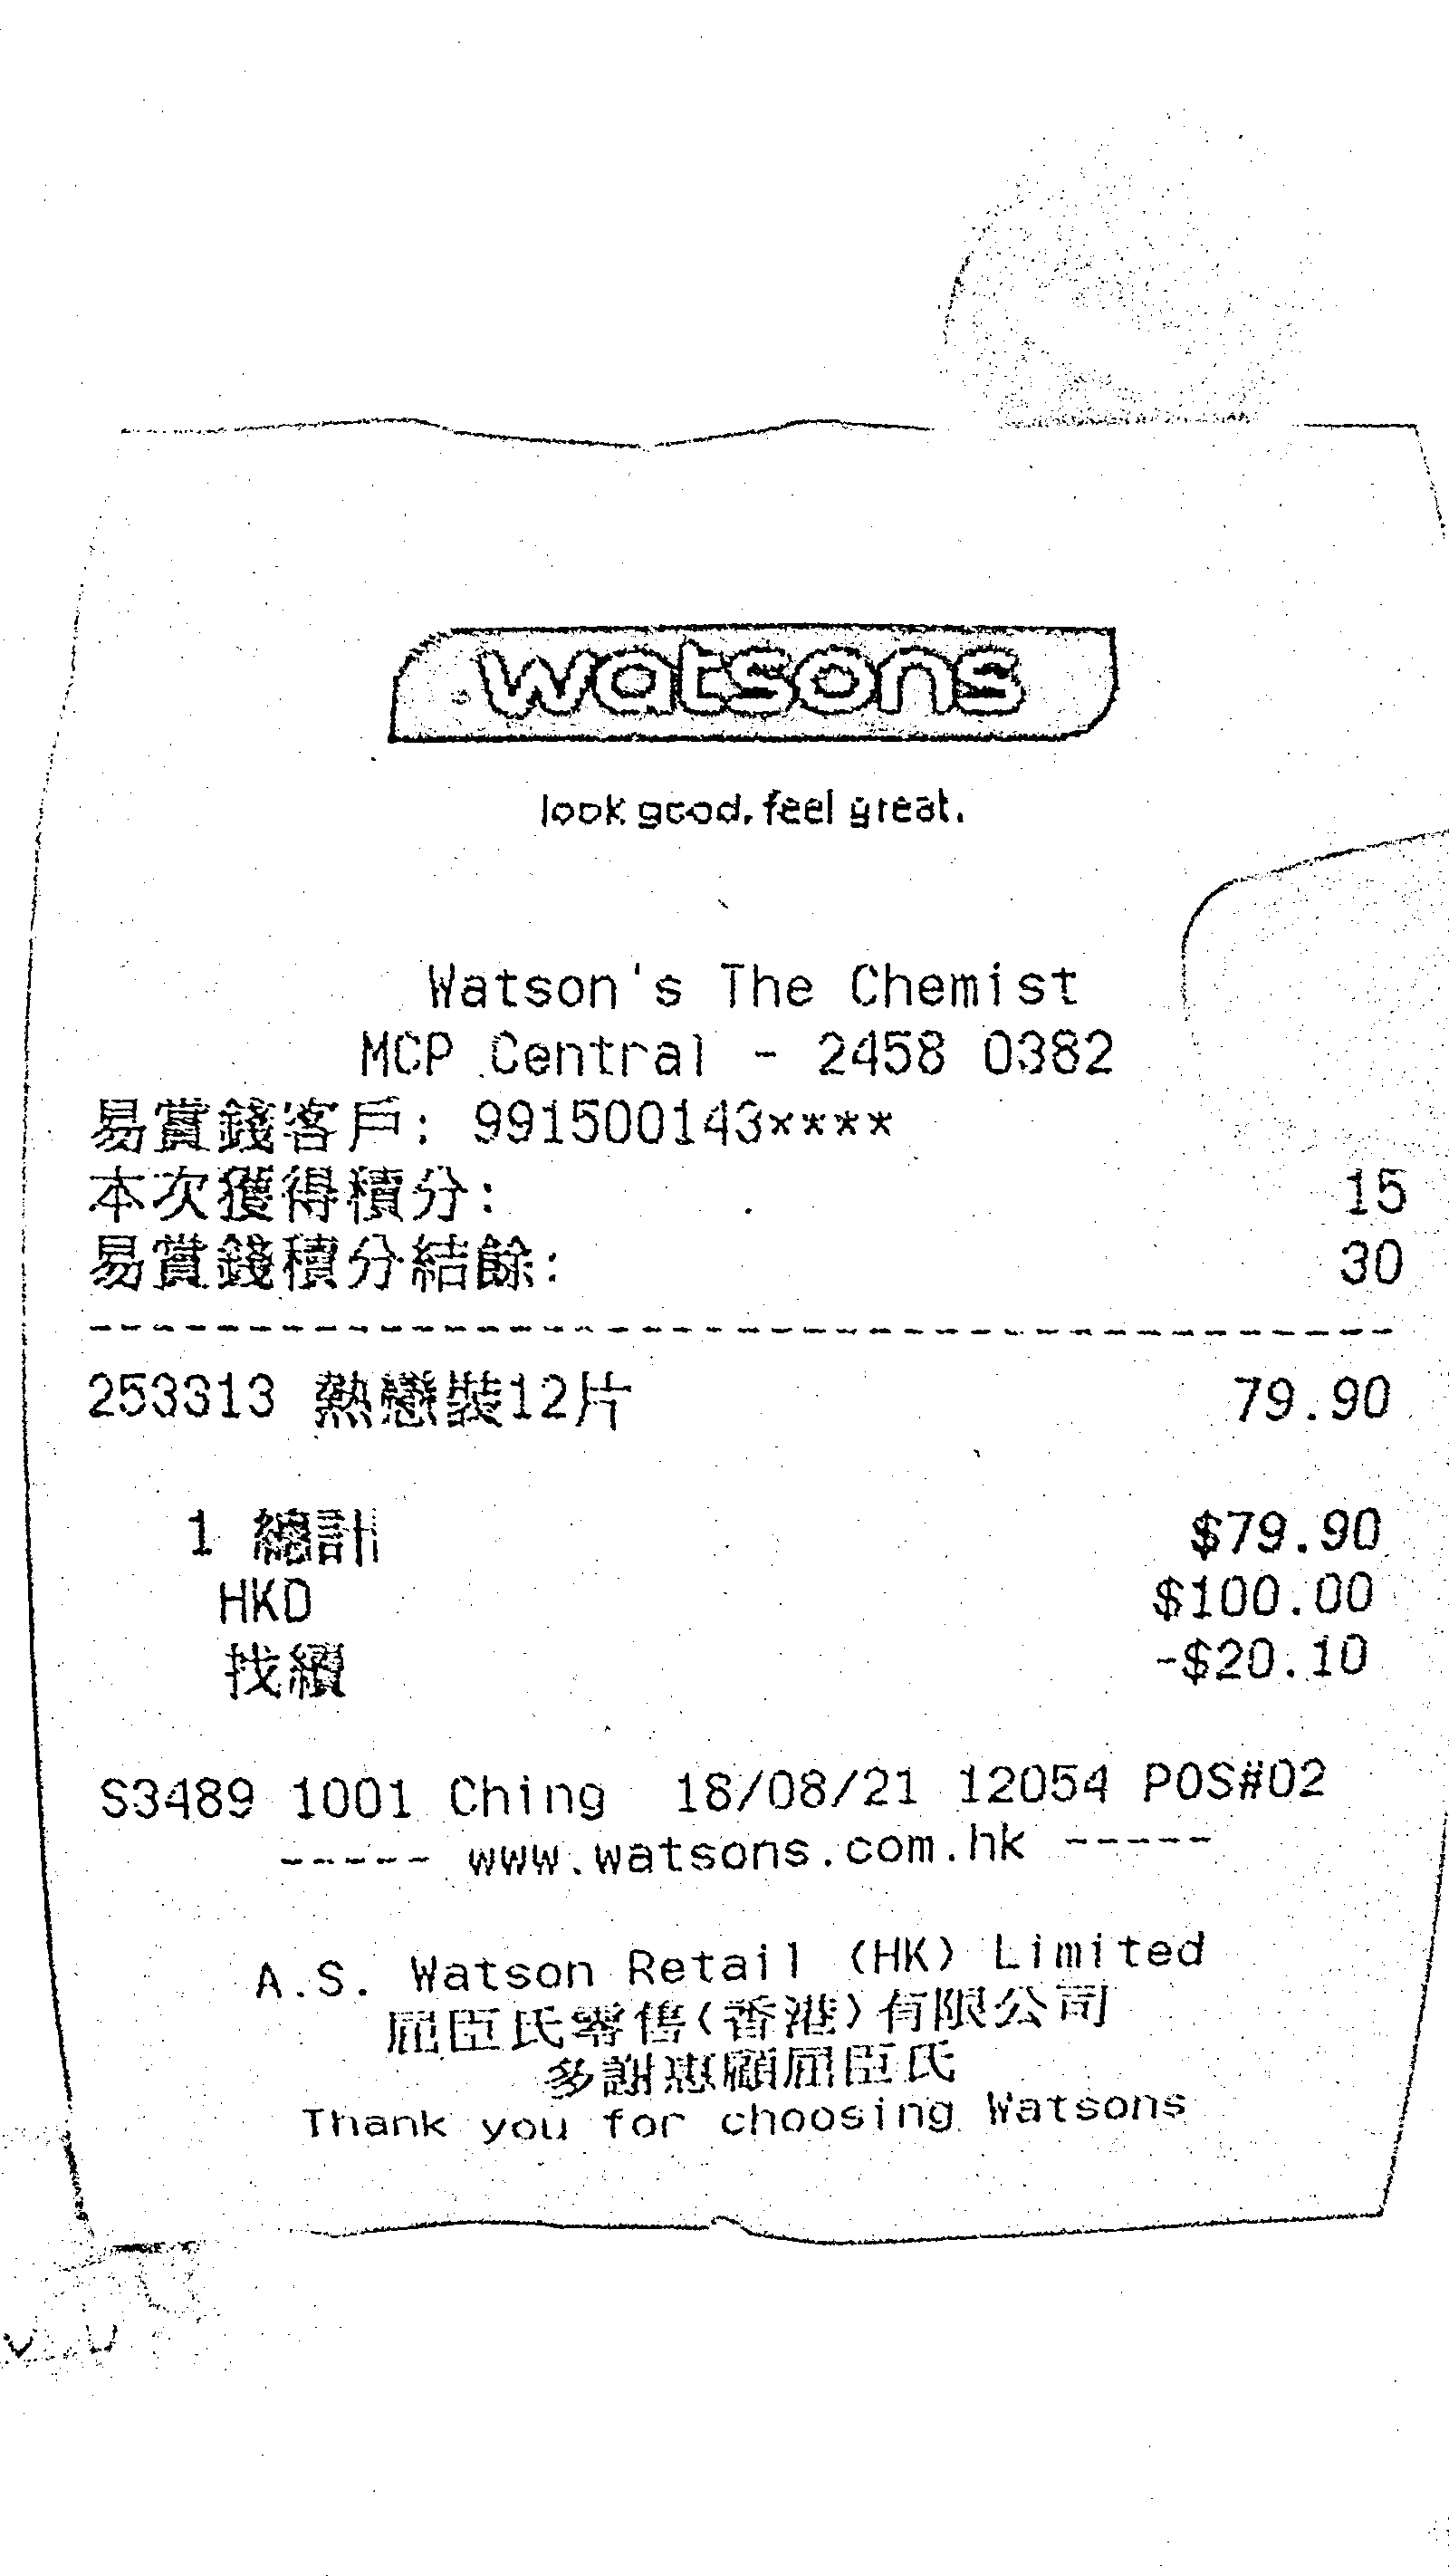 watsons
look good. feel great.
Watson's The Chemist
MCP Central - 2458 0382
易賞錢客戶: 991500143****
本次獲得積分: 15
易賞錢積分結餘: 30
--------------------------------
253313 熱戀裝12片 79.90
1 總計 $79.90
HKD $100.00
找續 -$20.10
S3489 1001 Ching 18/08/21 12054 POS#02
----- www.watsons.com.hk -----
A.S. Watson Retail (HK) Limited
屈臣氏零售(香港)有限公司
多謝惠顧屈臣氏
Thank you for choosing Watsons